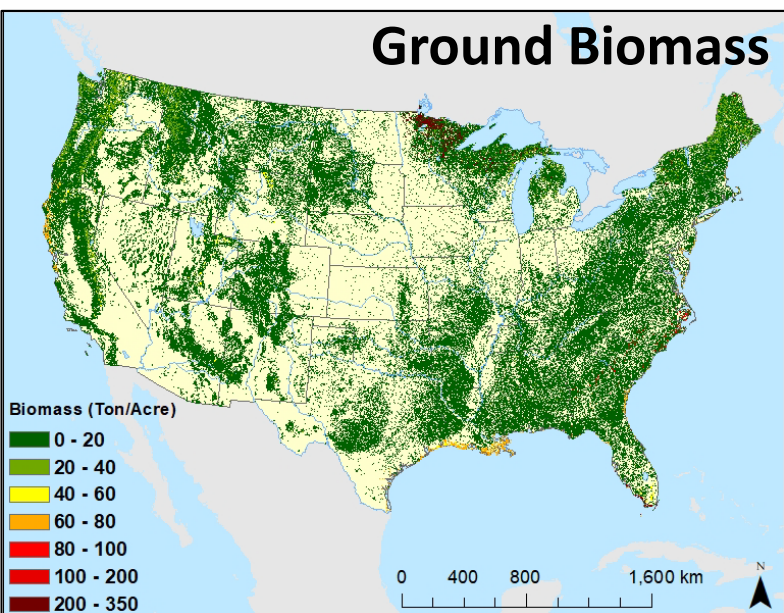 Ground Biomass
Biomass (Ton/Acre)
0 - 20
20 - 40
40 - 60
60 - 80
80 - 100
100 - 200
200 - 350
0 400 800 1,600 km
N